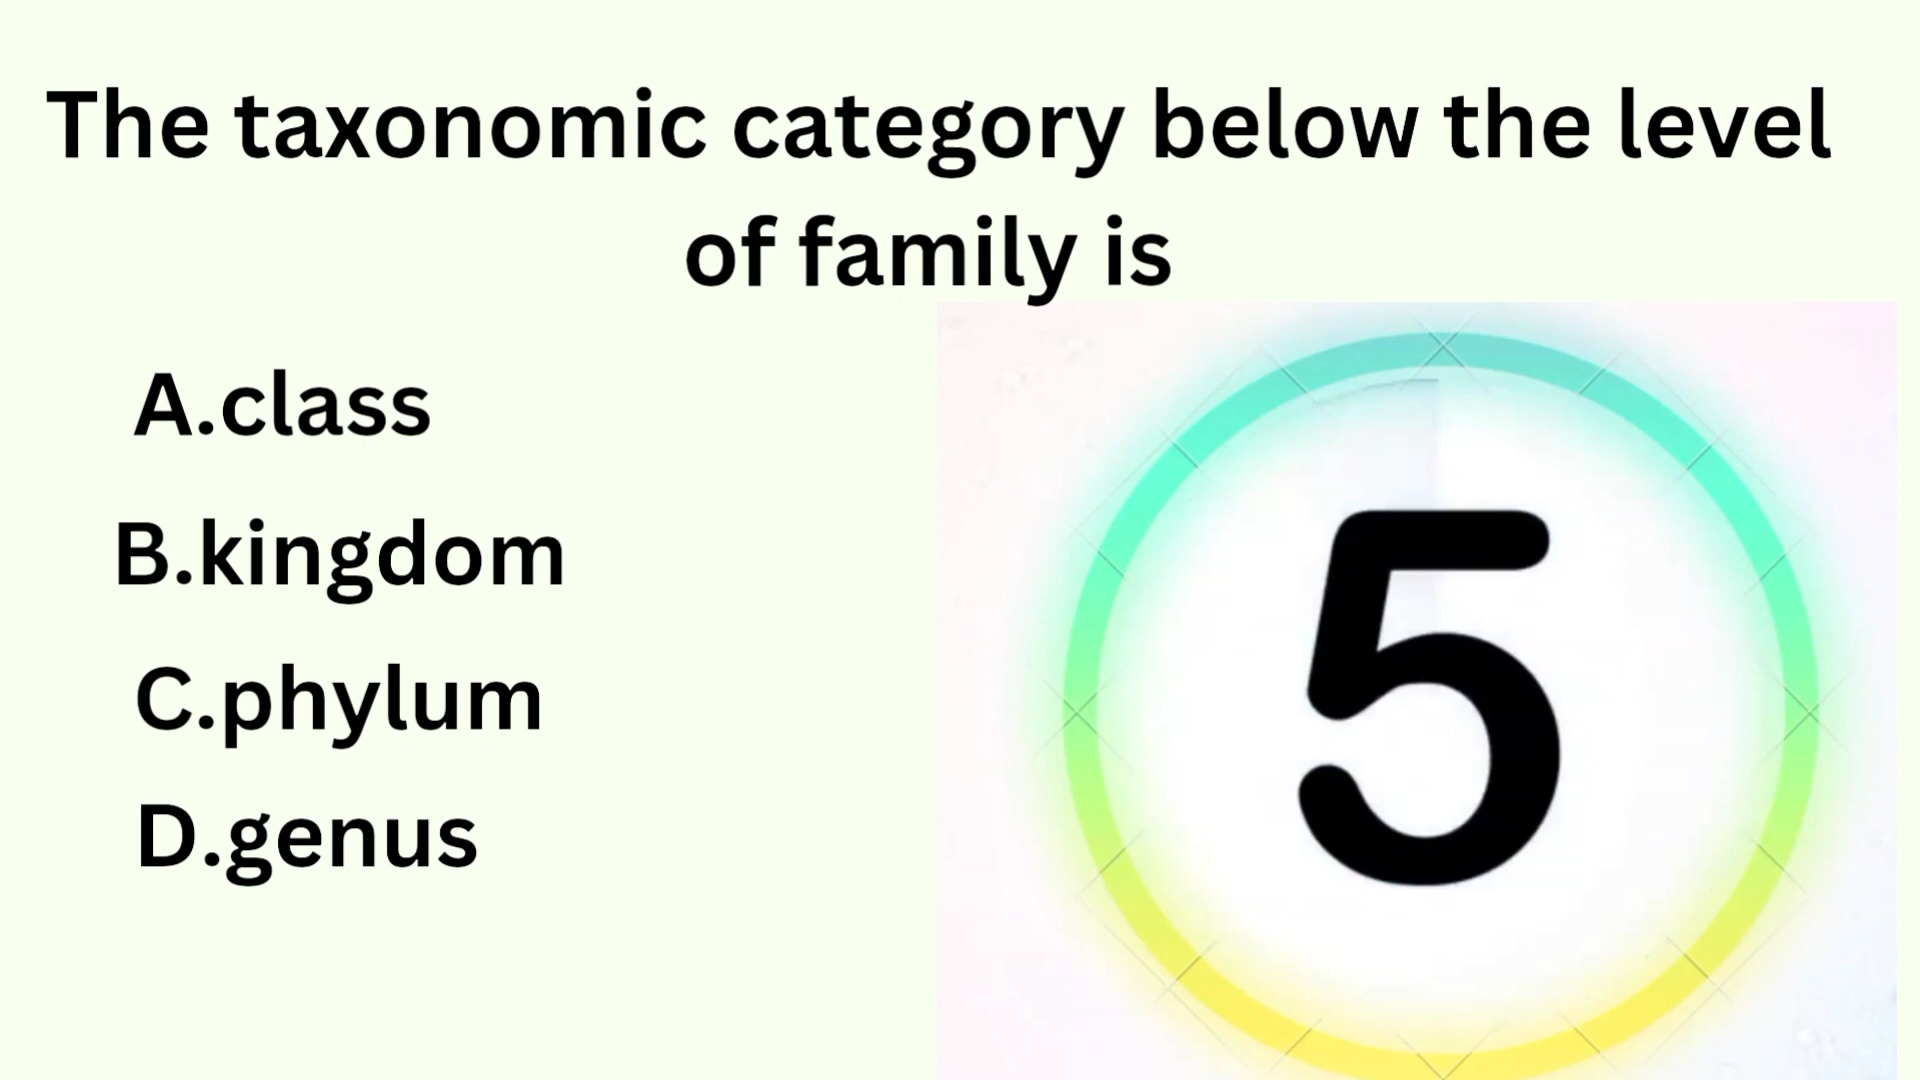 The taxonomic category below the level
of family is
A.class
B.kingdom
C.phylum
D.genus
5